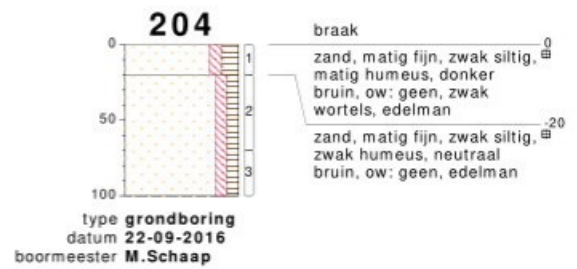 204
braak
0
0
zand, matig fijn, zwak siltig,
1
matig humeus, donker
bruin, ow: geen, zwak
wortels, edelman
-20
50
2
zand, matig fijn, zwak siltig,
zwak humeus, neutraal
bruin, ow: geen, edelman
3
100
type grondboring
datum 22-09-2016
boormeester M.Schaap